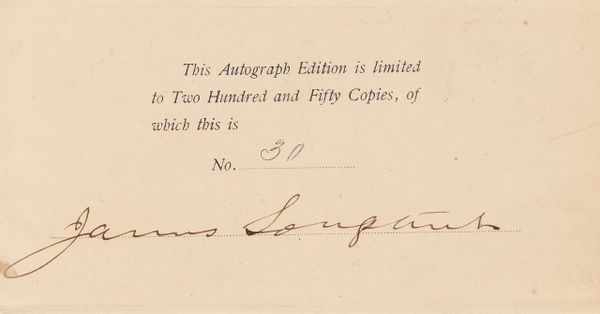 This Autograph Edition is limited
to Two Hundred and Fifty Copies, of
which this is
No. 30
James Longstreet